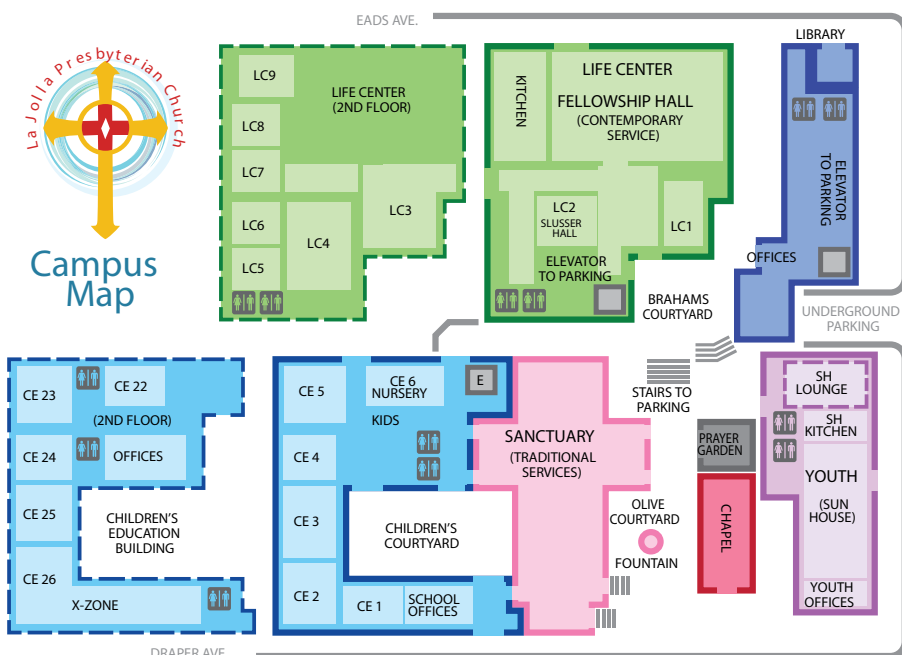 EADS AVE.
La Jolla Presbyterian Church
Campus
Map
LC9
LIFE CENTER
(2ND FLOOR)
LC8
LC7
LC6
LC5
LC4
LC3
KITCHEN
LIFE CENTER
FELLOWSHIP HALL
(CONTEMPORARY
SERVICE)
LC2
SLUSSER
HALL
LC1
ELEVATOR
TO PARKING
BRAHAMS
COURTYARD
LIBRARY
ELEVATOR
TO PARKING
OFFICES
UNDERGROUND
PARKING
STAIRS TO
PARKING
CE 23
CE 22
(2ND FLOOR)
CE 24
OFFICES
CE 25
CHILDREN'S
EDUCATION
BUILDING
CE 26
X-ZONE
CE 5
CE 6
NURSERY
E
KIDS
CE 4
CE 3
CHILDREN'S
COURTYARD
CE 2
CE 1
SCHOOL
OFFICES
SANCTUARY
(TRADITIONAL
SERVICES)
OLIVE
COURTYARD
FOUNTAIN
PRAYER
GARDEN
CHAPEL
SH
LOUNGE
SH
KITCHEN
YOUTH
(SUN
HOUSE)
YOUTH
OFFICES
DRAPER AVE